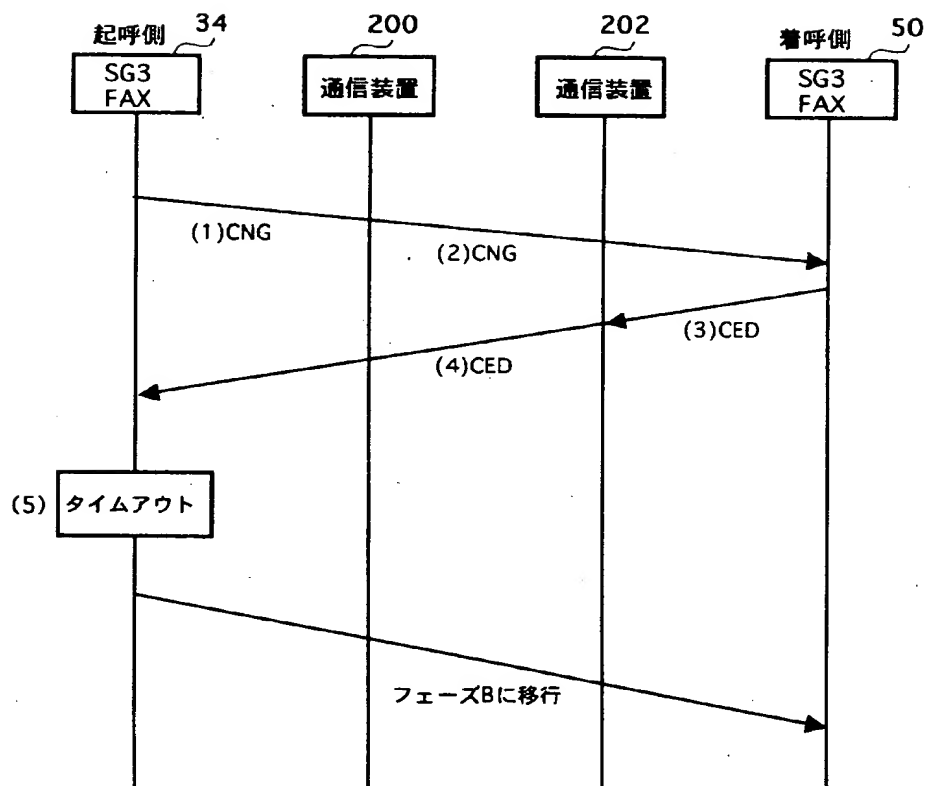 起呼側 34
SG3
FAX
200
通信装置
202
通信装置
着呼側 50
SG3
FAX
(1)CNG
(2)CNG
(3)CED
(4)CED
(5) タイムアウト
フェーズBに移行